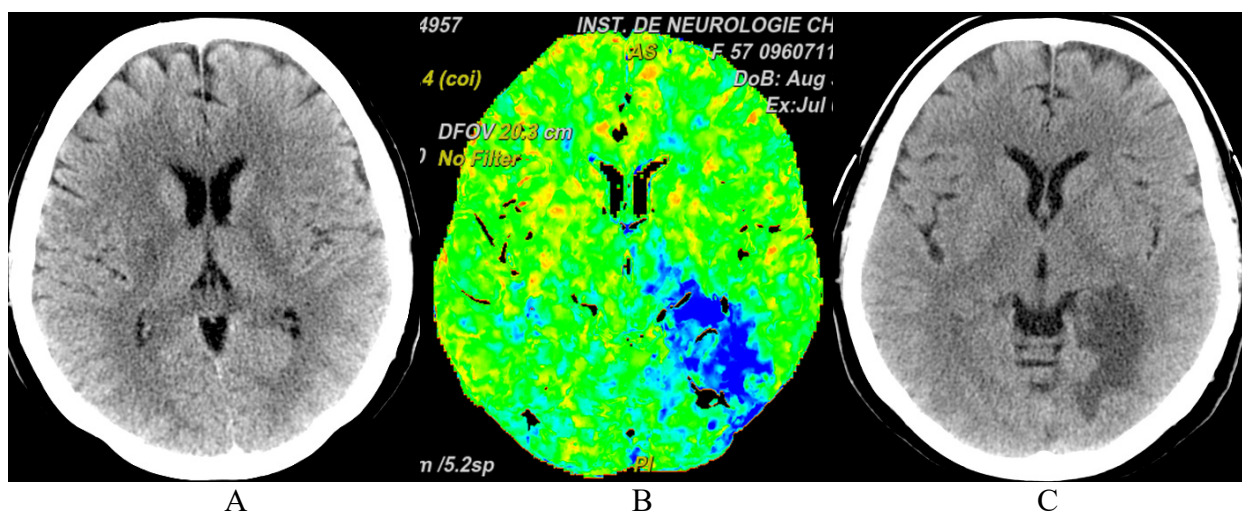 4957 INST. DE NEUROLOGIE CH
AS F 57 0960711
.4 (coi) DoB: Aug
Ex:Jul
DFOV 20.3 cm
No Filter
m /5.2sp PI
A B C